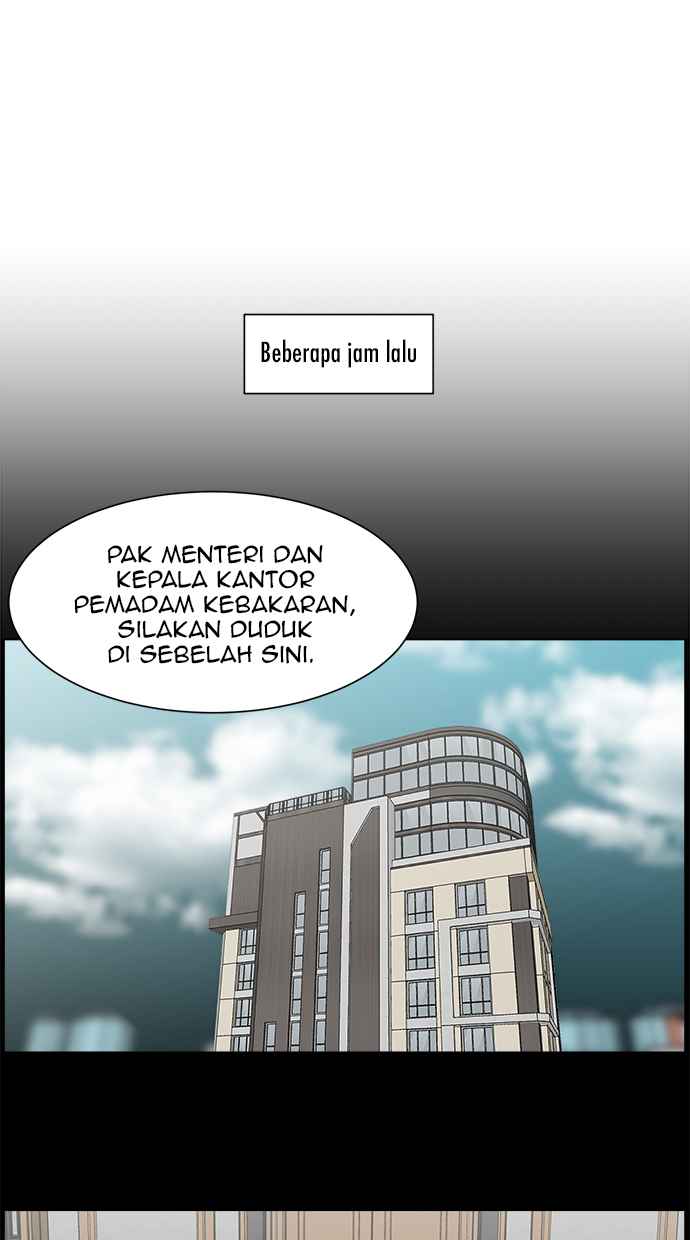 Beberapa jam lalu
PAK MENTERI DAN
KEPALA KANTOR
PEMADAM KEBAKARAN,
SILAKAN DUDUK
DI SEBELAH SINI.